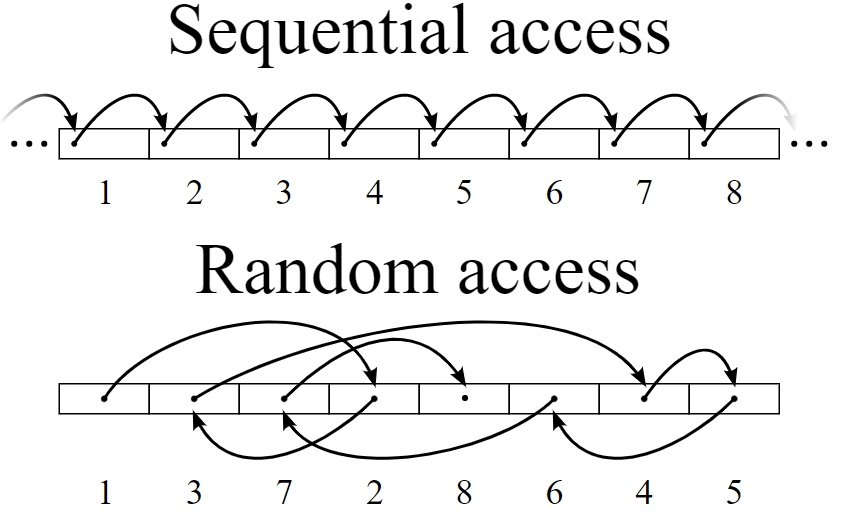 Sequential access
1 2 3 4 5 6 7 8
Random access
1 3 7 2 8 6 4 5